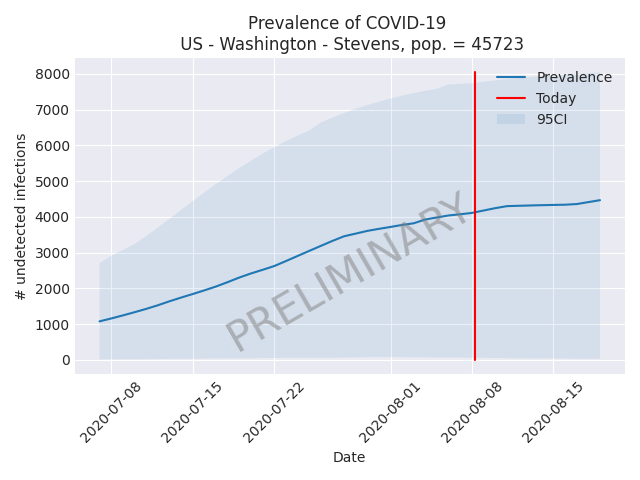 Prevalence of COVID-19
US - Washington - Stevens, pop. = 45723
8000
7000
6000
5000
4000
3000
2000
1000
0
# undetected infections
Prevalence
Today
95CI
PRELIMINARY
2020-07-08
2020-07-15
2020-07-22
2020-08-01
2020-08-08
2020-08-15
Date